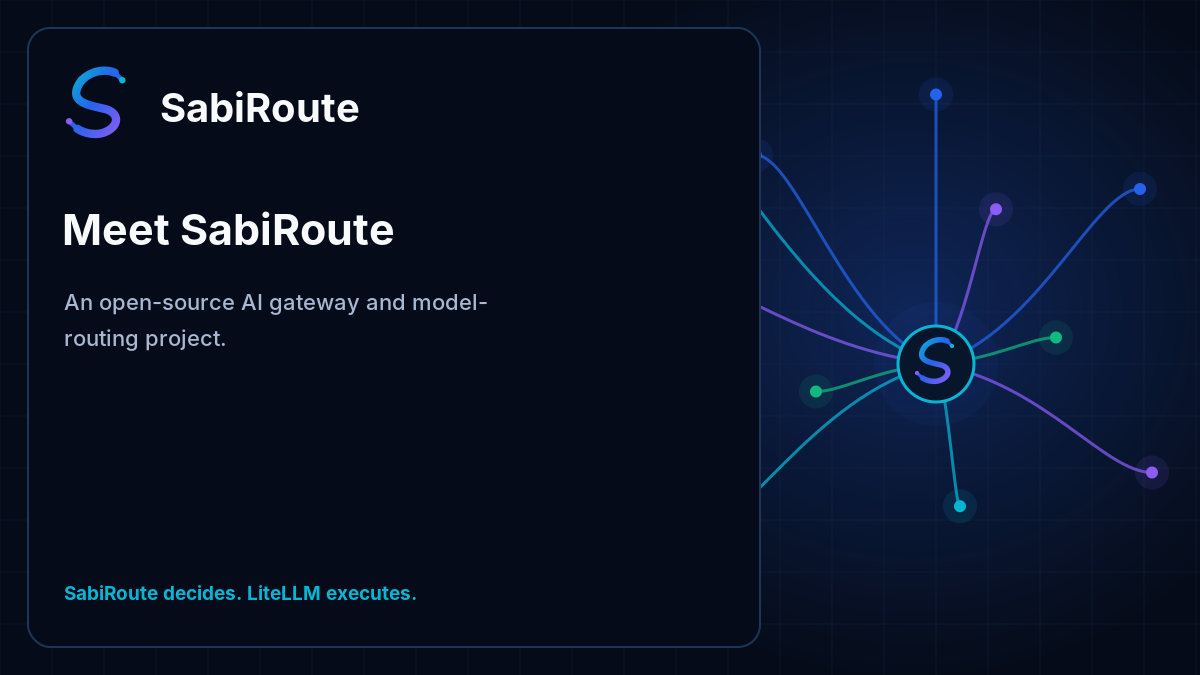 SabiRoute
Meet SabiRoute
An open-source AI gateway and model-
routing project.
SabiRoute decides. LiteLLM executes.